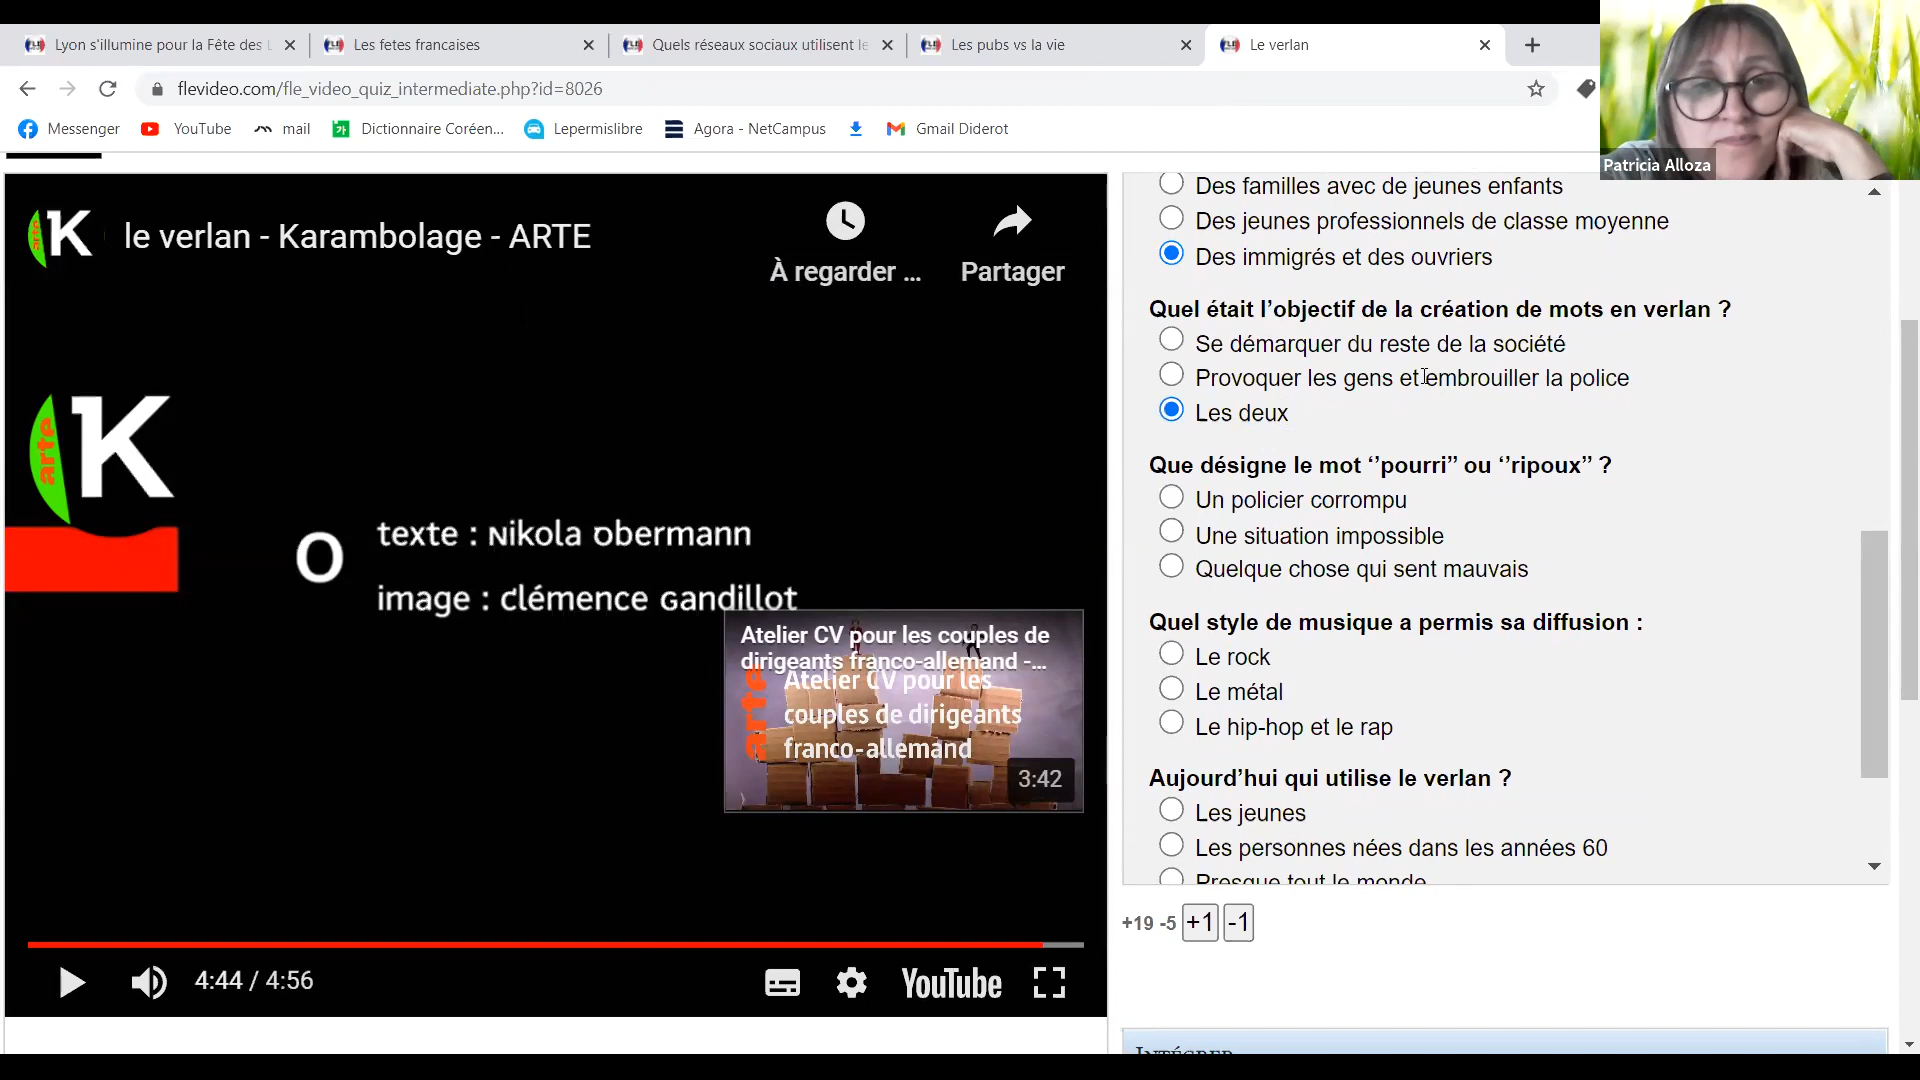 Lyon s'illumine pour la Fête des L
Les fetes francaises
Quels réseaux sociaux utilisent le
Les pubs vs la vie
Le verlan
flevideo.com/fle_video_quiz_intermediate.php?id=8026
Messenger
YouTube
mail
Dictionnaire Coréen...
Lepermislibre
Agora - NetCampus
Gmail Diderot
Patricia Alloza
arte K
le verlan - Karambolage - ARTE
À regarder ...
Partager
arte K
O
texte : Nikola Obermann
image : Clémence Gandillot
Atelier CV pour les couples de
dirigeants franco-allemand -...
arte
Atelier CV pour les
couples de dirigeants
franco-allemand
3:42
4:44 / 4:56
YouTube
Des familles avec de jeunes enfants
Des jeunes professionnels de classe moyenne
Des immigrés et des ouvriers
Quel était l’objectif de la création de mots en verlan ?
Se démarquer du reste de la société
Provoquer les gens et embrouiller la police
Les deux
Que désigne le mot ‘’pourri’’ ou ‘’ripoux’’ ?
Un policier corrompu
Une situation impossible
Quelque chose qui sent mauvais
Quel style de musique a permis sa diffusion :
Le rock
Le métal
Le hip-hop et le rap
Aujourd’hui qui utilise le verlan ?
Les jeunes
Les personnes nées dans les années 60
Presque tout le monde
+19 -5 +1 -1
INTÉGRER